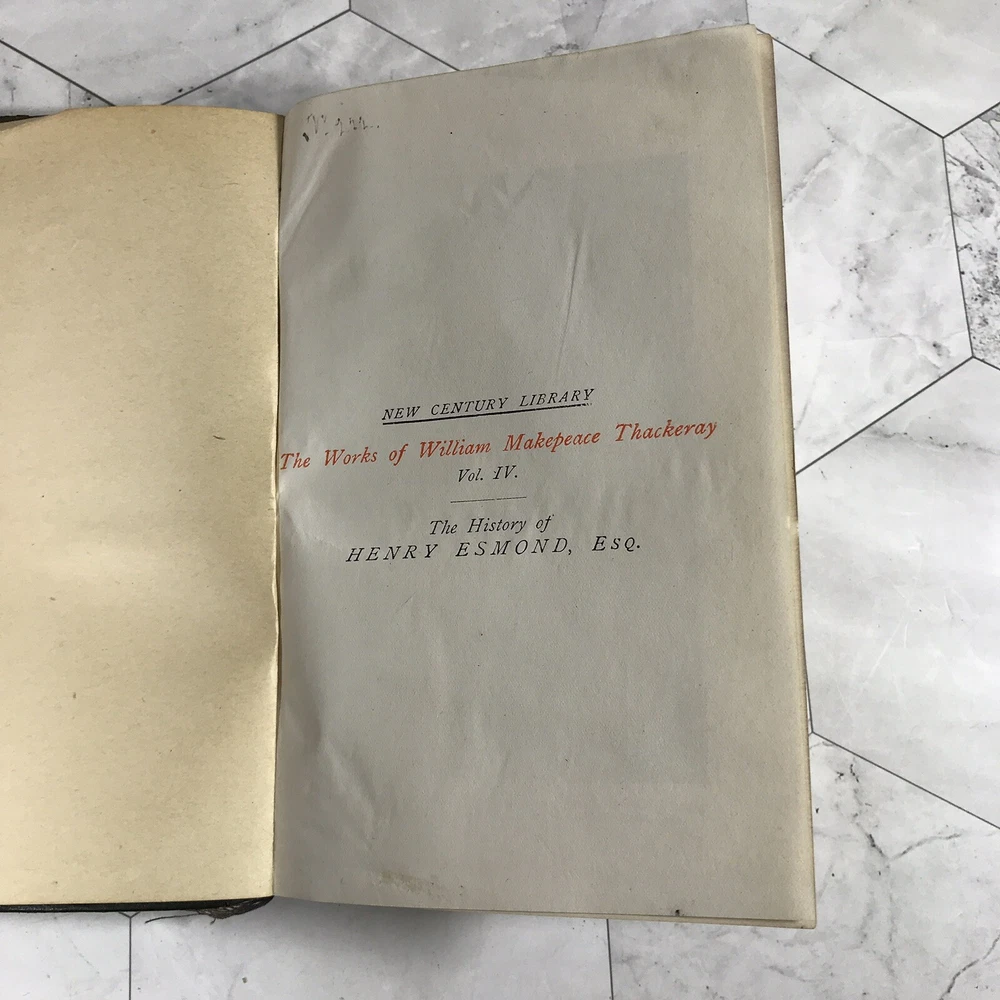 NEW CENTURY LIBRARY
The Works of William Makepeace Thackeray
Vol. IV.
The History of
HENRY ESMOND, ESQ.